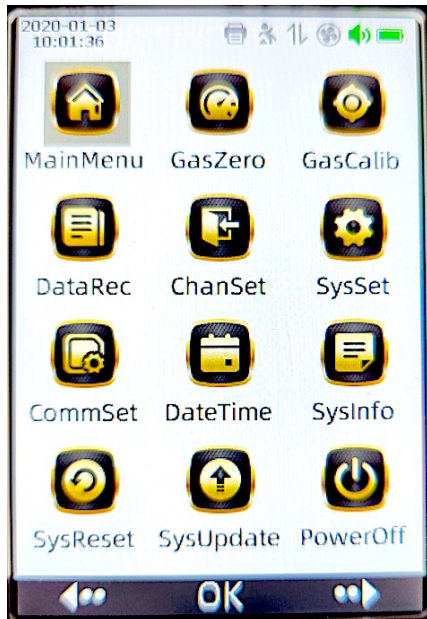 2020-01-03
10:01:36
MainMenu GasZero GasCalib
DataRec ChanSet SysSet
CommSet DateTime SysInfo
SysReset SysUpdate PowerOff
OK